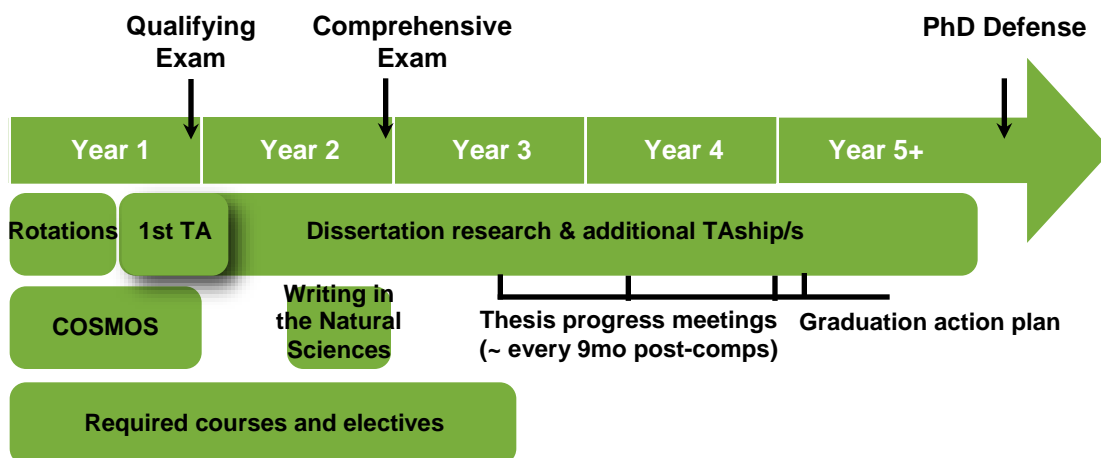 Qualifying
Exam
Comprehensive
Exam
PhD Defense
Year 1
Year 2
Year 3
Year 4
Year 5+
Rotations
1st TA
Dissertation research & additional TAship/s
COSMOS
Writing in
the Natural
Sciences
Thesis progress meetings
(~ every 9mo post-comps)
Graduation action plan
Required courses and electives